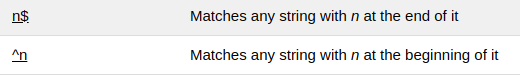 n$ Matches any string with n at the end of it
^n Matches any string with n at the beginning of it